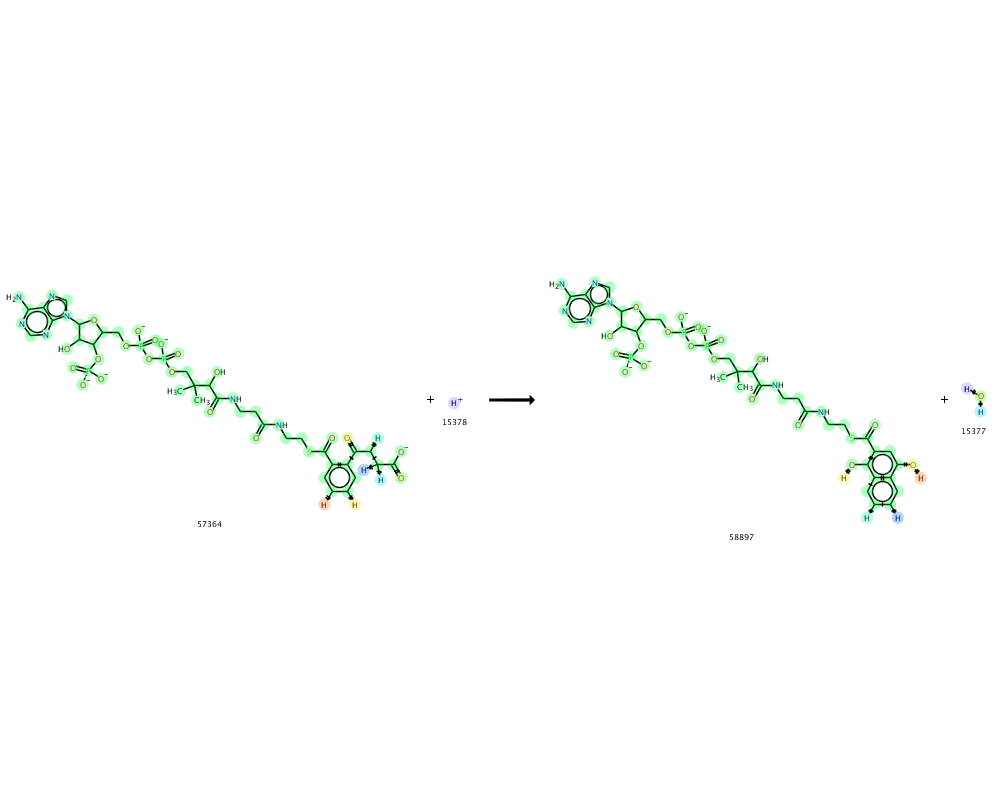 H2N N N N N O HO O P O O- O- O P O- O O P O- O O H3C CH3 OH O NH O NH S O O O- O H H H H H
57364
+ H+
15378
H2N N N N N O HO O P O O- O- O P O- O O P O- O O H3C CH3 OH O NH O NH S O O H O H H H
58897
+ H O H
15377